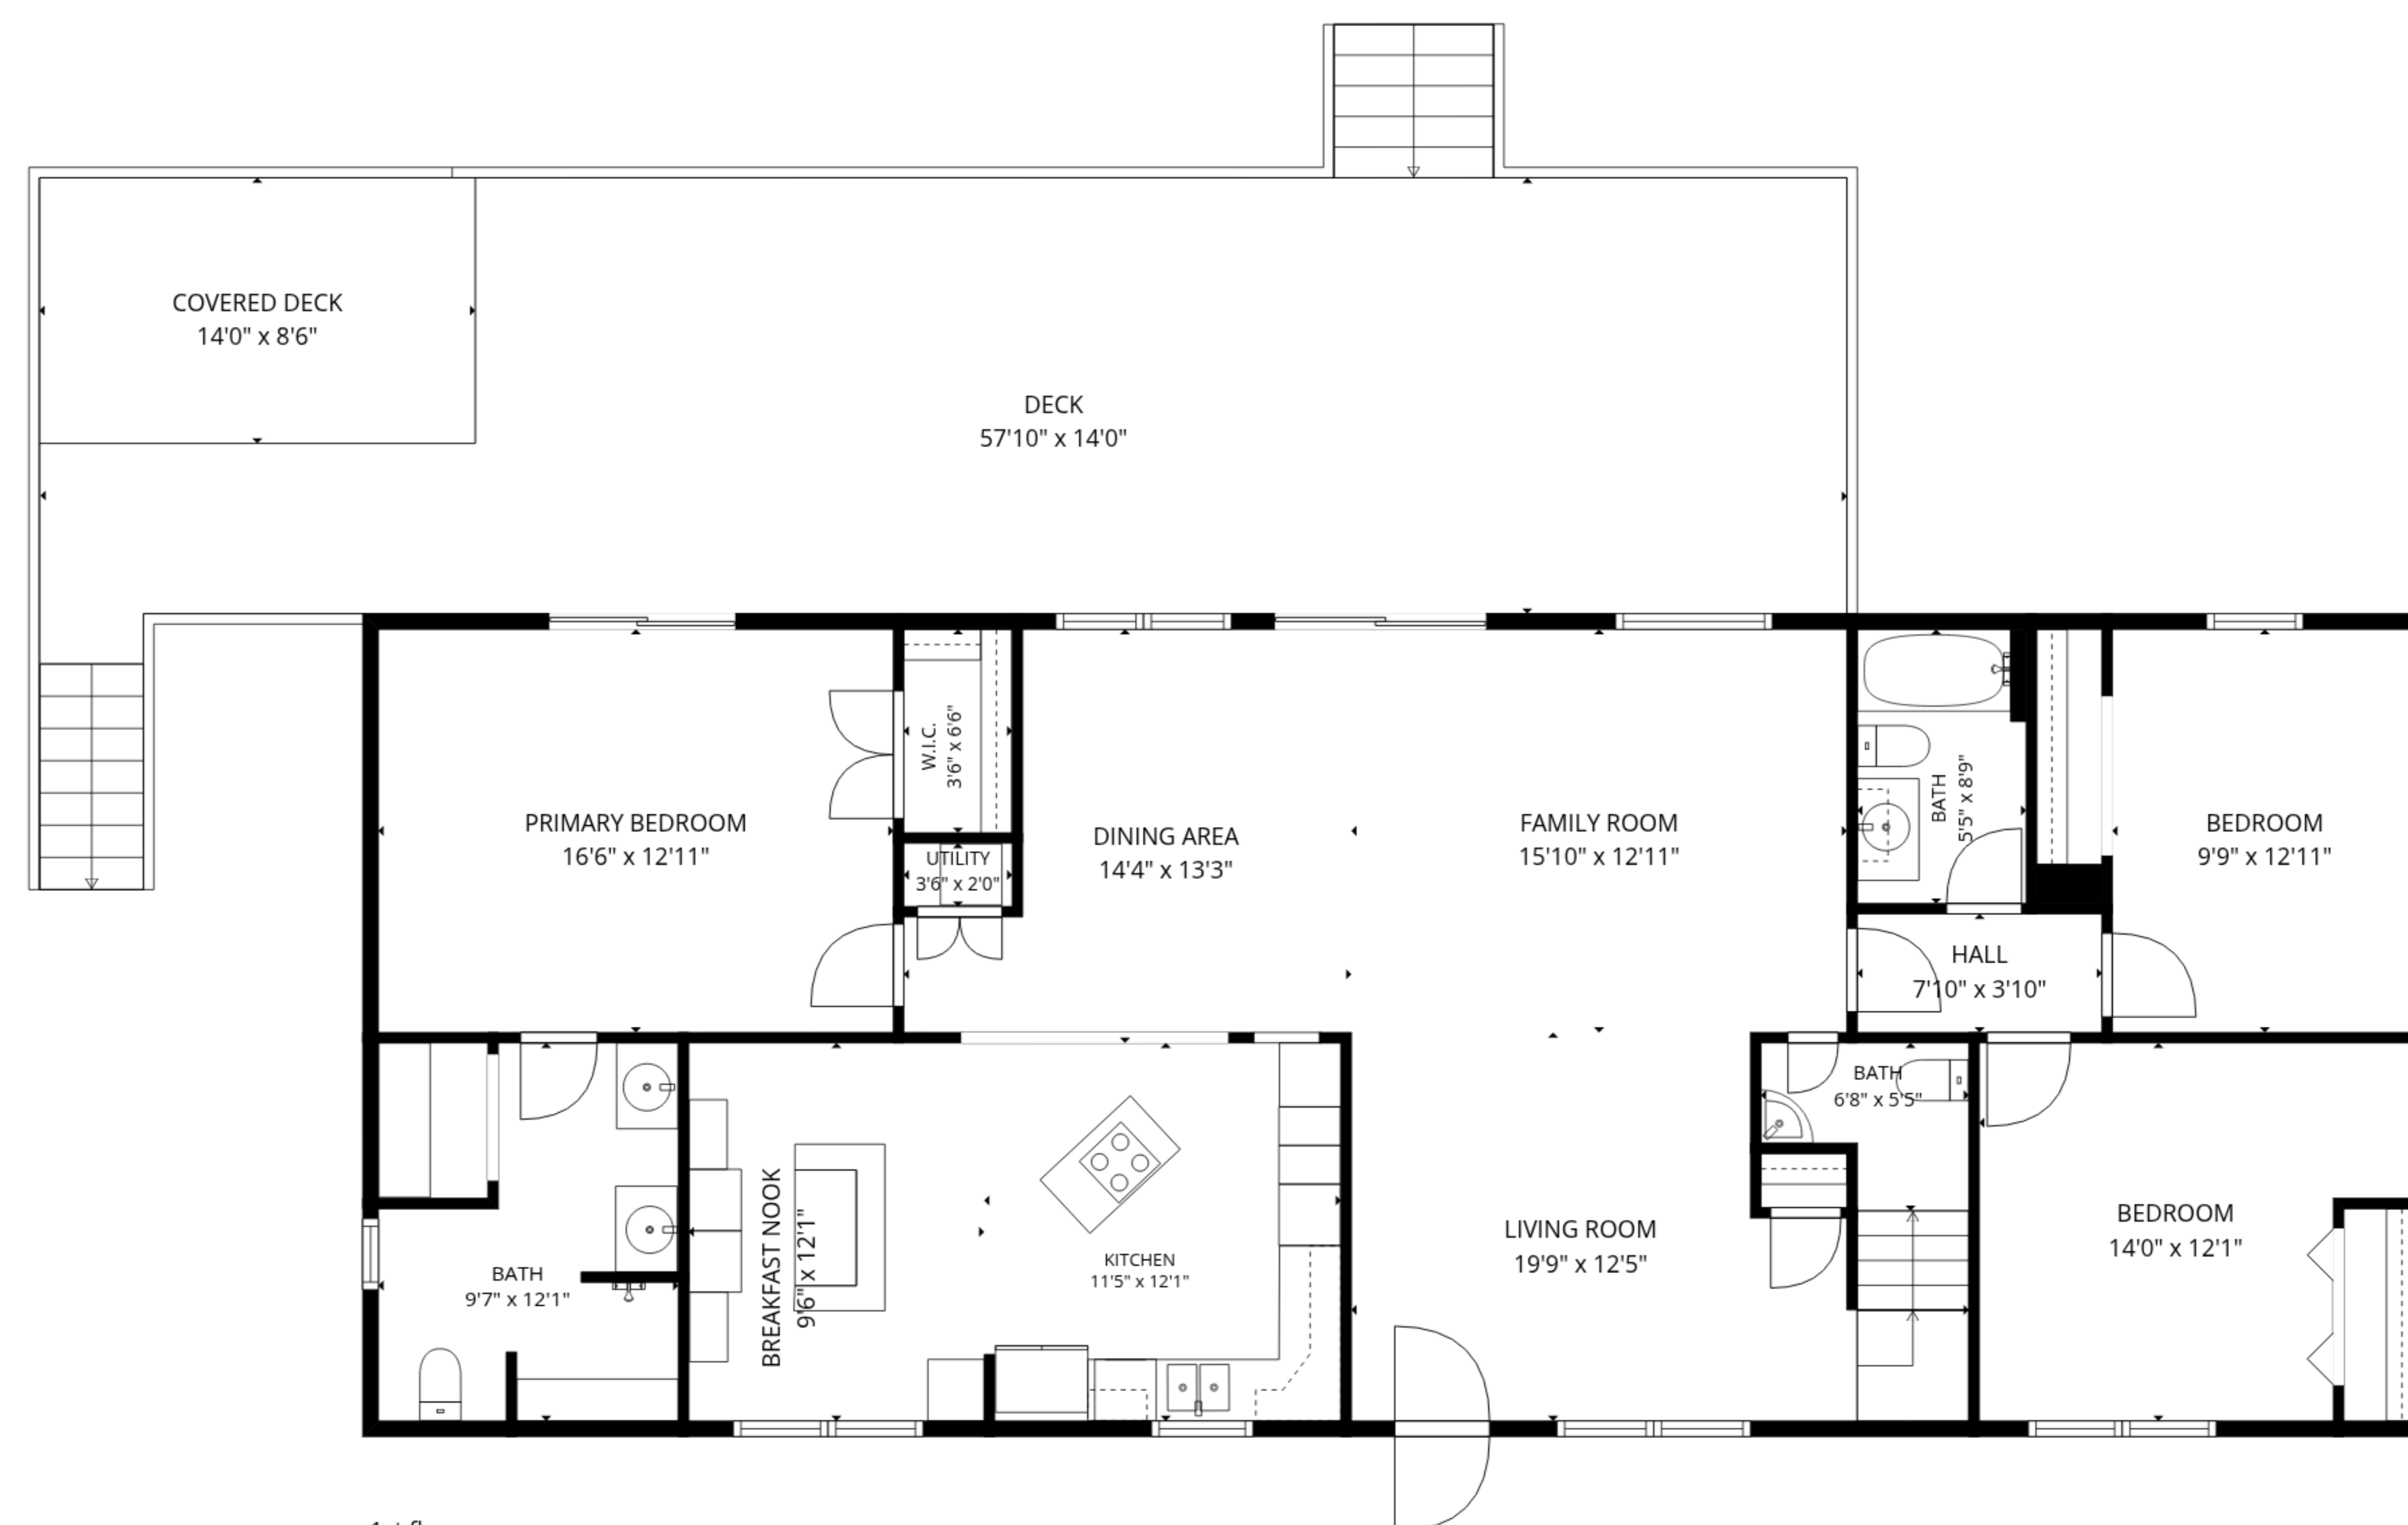 COVERED DECK
14'0" x 8'6"
DECK
57'10" x 14'0"
PRIMARY BEDROOM
16'6" x 12'11"
W.I.C.
3'6" x 6'6"
UTILITY
3'6" x 2'0"
DINING AREA
14'4" x 13'3"
FAMILY ROOM
15'10" x 12'11"
BATH
5'5" x 8'9"
BEDROOM
9'9" x 12'11"
HALL
7'10" x 3'10"
BATH
6'8" x 5'5"
BATH
9'7" x 12'1"
BREAKFAST NOOK
9'6" x 12'1"
KITCHEN
11'5" x 12'1"
LIVING ROOM
19'9" x 12'5"
BEDROOM
14'0" x 12'1"